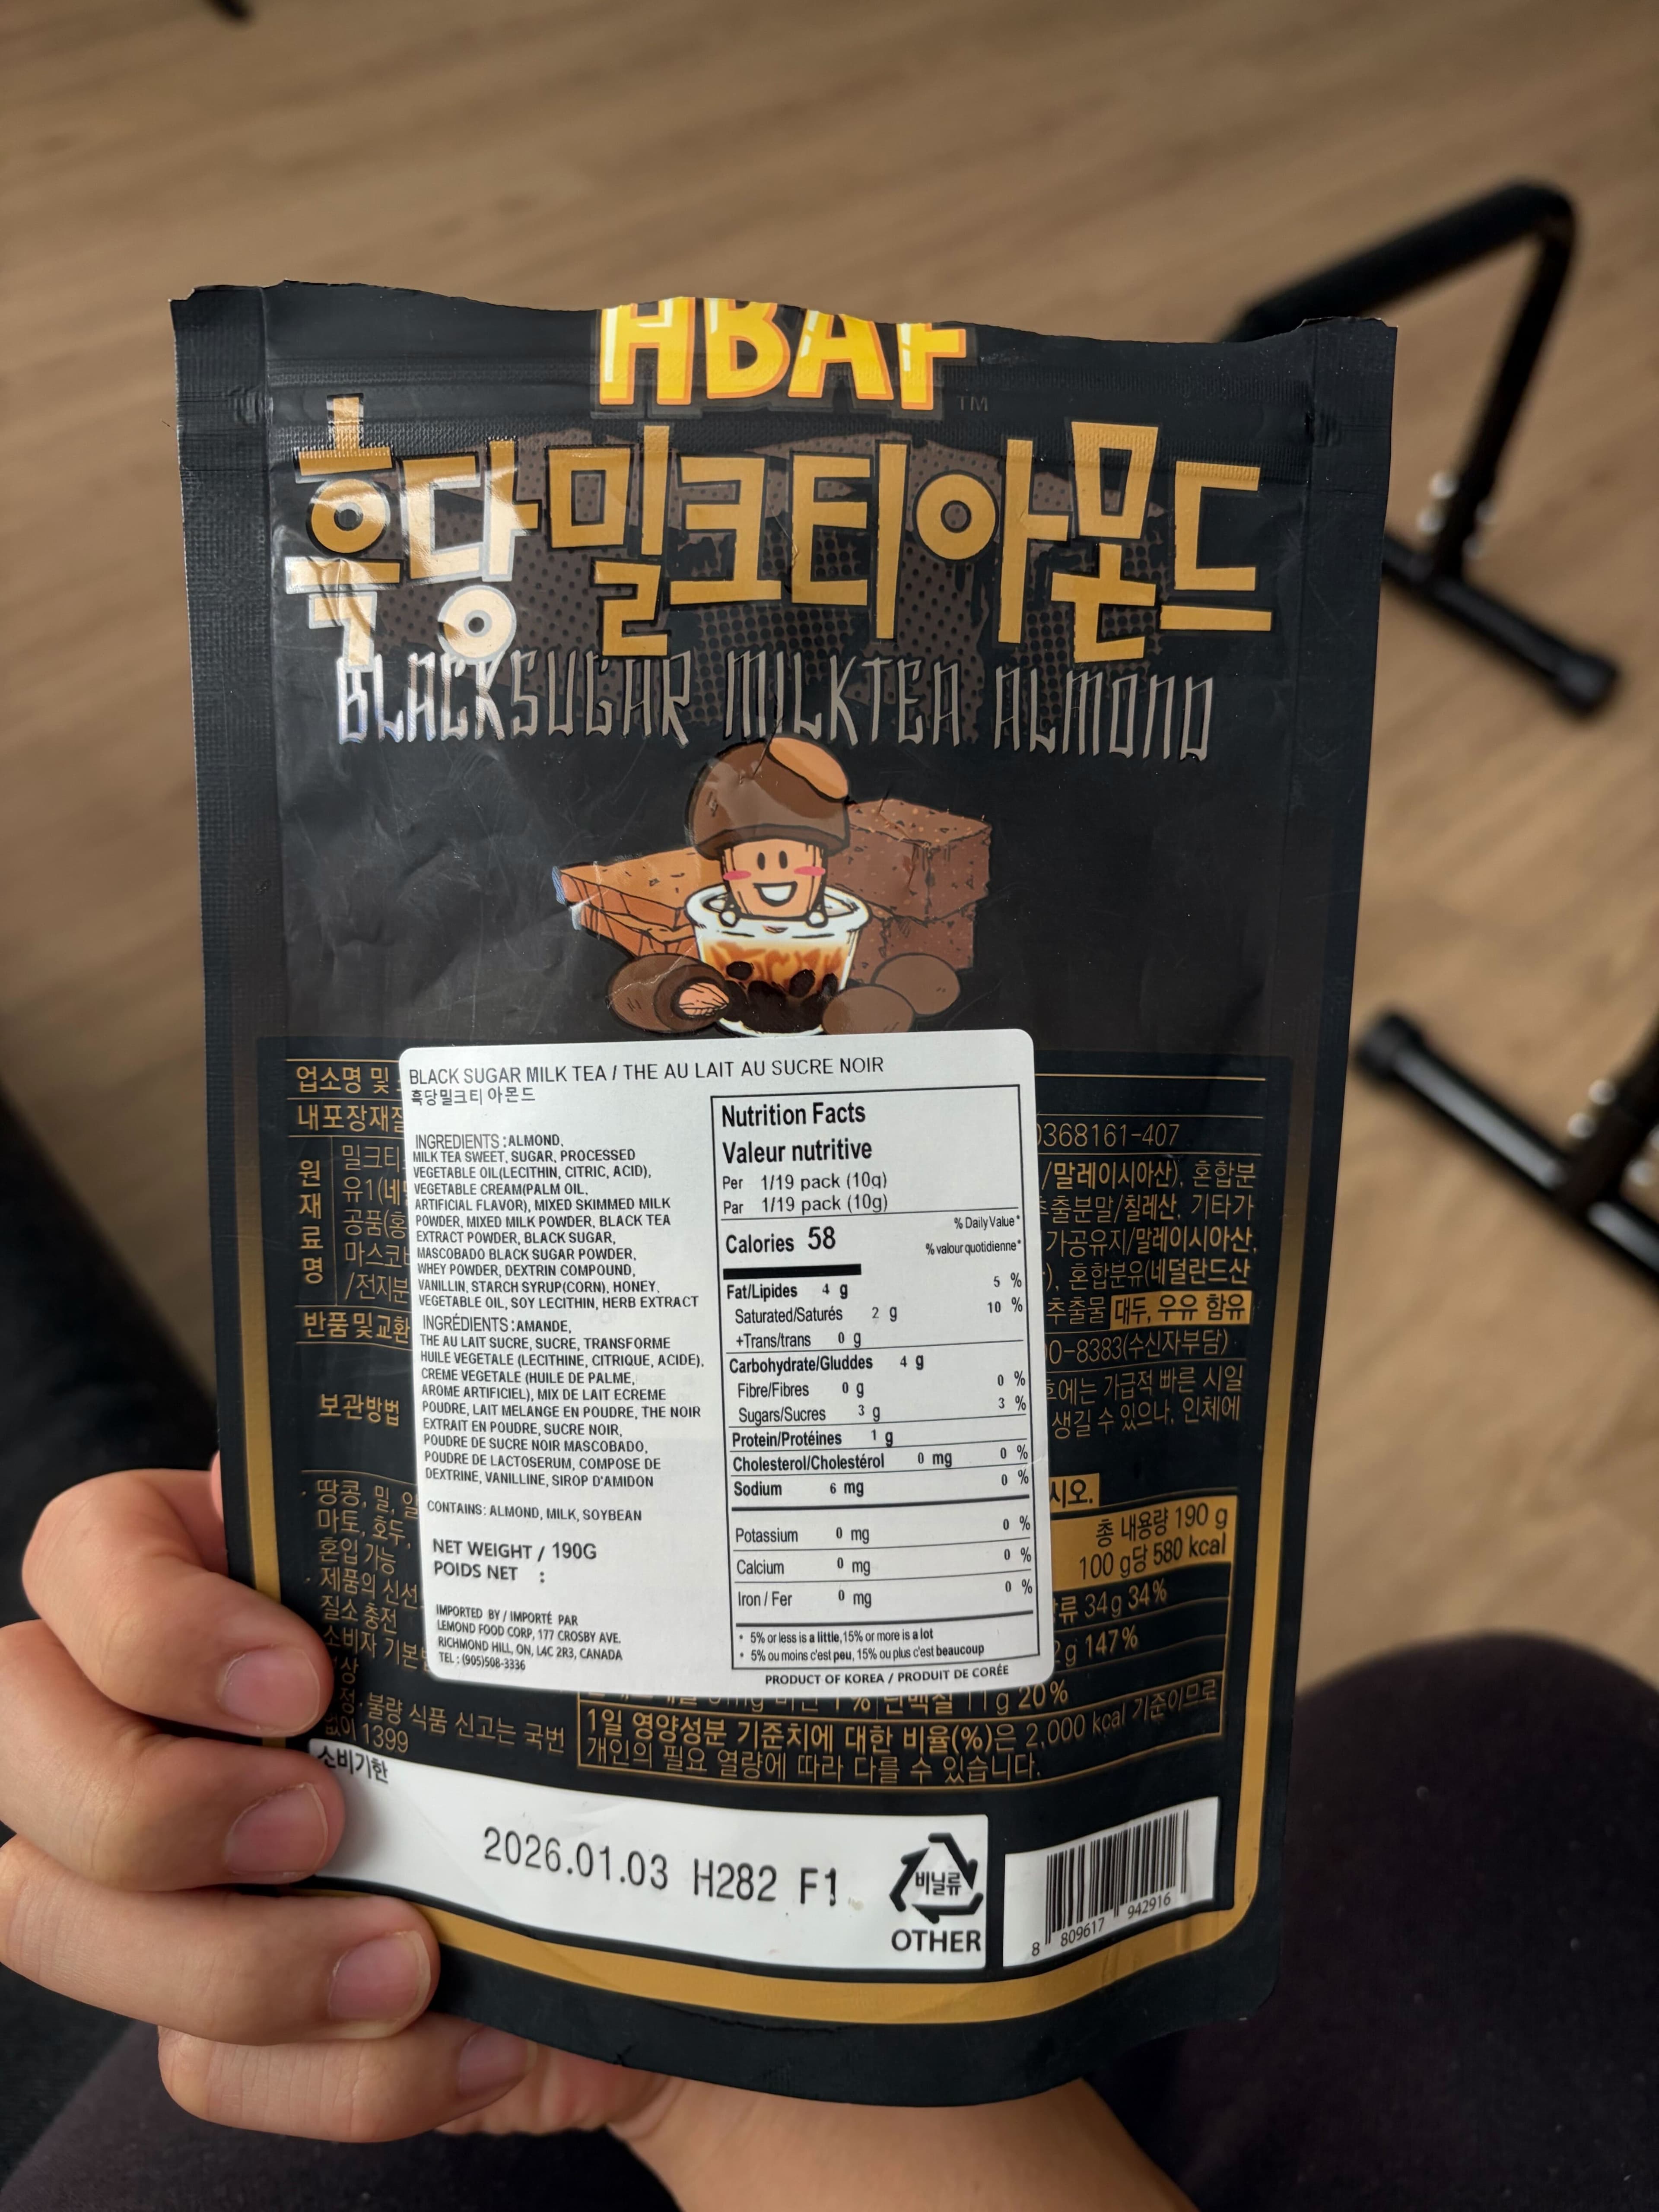 HBAF
TM
흑당밀크티아몬드
BLACKSUGAR MILKTEA ALMOND
업소명 및
내포장재질
원재료명
밀크티
유1(네
공품(홍
마스코바
/전지분
반품및교환
보관방법
· 땅콩, 밀,
마토, 호두,
혼입 가능
· 제품의 신선
질소 충전
소비자 기본
상
정·불량 식품 신고는 국번
없이 1399
BLACK SUGAR MILK TEA / THE AU LAIT AU SUCRE NOIR
흑당밀크티 아몬드
INGREDIENTS :ALMOND,
MILK TEA SWEET, SUGAR, PROCESSED
VEGETABLE OIL(LECITHIN, CITRIC, ACID),
VEGETABLE CREAM(PALM OIL,
ARTIFICIAL FLAVOR), MIXED SKIMMED MILK
POWDER, MIXED MILK POWDER, BLACK TEA
EXTRACT POWDER, BLACK SUGAR,
MASCOBADO BLACK SUGAR POWDER,
WHEY POWDER, DEXTRIN COMPOUND,
VANILLIN, STARCH SYRUP(CORN), HONEY,
VEGETABLE OIL, SOY LECITHIN, HERB EXTRACT
INGRÉDIENTS :AMANDE,
THE AU LAIT SUCRE, SUCRE, TRANSFORME
HUILE VEGETALE (LECITHINE, CITRIQUE, ACIDE),
CREME VEGETALE (HUILE DE PALME,
AROME ARTIFICIEL), MIX DE LAIT ECREME
POUDRE, LAIT MELANGE EN POUDRE, THE NOIR
EXTRAIT EN POUDRE, SUCRE NOIR,
POUDRE DE SUCRE NOIR MASCOBADO,
POUDRE DE LACTOSERUM, COMPOSE DE
DEXTRINE, VANILLINE, SIROP D'AMIDON
CONTAINS: ALMOND, MILK, SOYBEAN
NET WEIGHT / 190G
POIDS NET :
IMPORTED BY / IMPORTÉ PAR
LEMOND FOOD CORP, 177 CROSBY AVE.
RICHMOND HILL, ON, L4C 2R3, CANADA
TEL : (905)508-3336
Nutrition Facts
Valeur nutritive
Per 1/19 pack (10g)
Par 1/19 pack (10g)
Calories 58
% Daily Value*
% valour quotidienne*
Fat/Lipides 4 g 5 %
Saturated/Saturés 2 g 10 %
+Trans/trans 0 g
Carbohydrate/Gluddes 4 g
Fibre/Fibres 0 g 0 %
Sugars/Sucres 3 g 3 %
Protein/Protéines 1 g
Cholesterol/Cholestérol 0 mg 0 %
Sodium 6 mg 0 %
Potassium 0 mg 0 %
Calcium 0 mg 0 %
Iron / Fer 0 mg 0 %
* 5% or less is a little,15% or more is a lot
* 5% ou moins c'est peu, 15% ou plus c'est beaucoup
PRODUCT OF KOREA / PRODUIT DE CORÉE
0368161-407
/말레이시아산), 혼합분
추출분말/칠레산, 기타가
가공유지/말레이시아산,
), 혼합분유(네덜란드산
추출물 대두, 우유 함유
0-8383(수신자부담)
후에는 가급적 빠른 시일
생길 수 있으나, 인체에
시오.
총 내용량 190 g
100 g당 580 kcal
류 34g 34%
2g 147%
1% 단백질 11g 20%
1일 영양성분 기준치에 대한 비율(%)은 2,000 kcal 기준이므로
개인의 필요 열량에 따라 다를 수 있습니다.
소비기한
2026.01.03 H282 F1
비닐류
OTHER
8 809617 942916